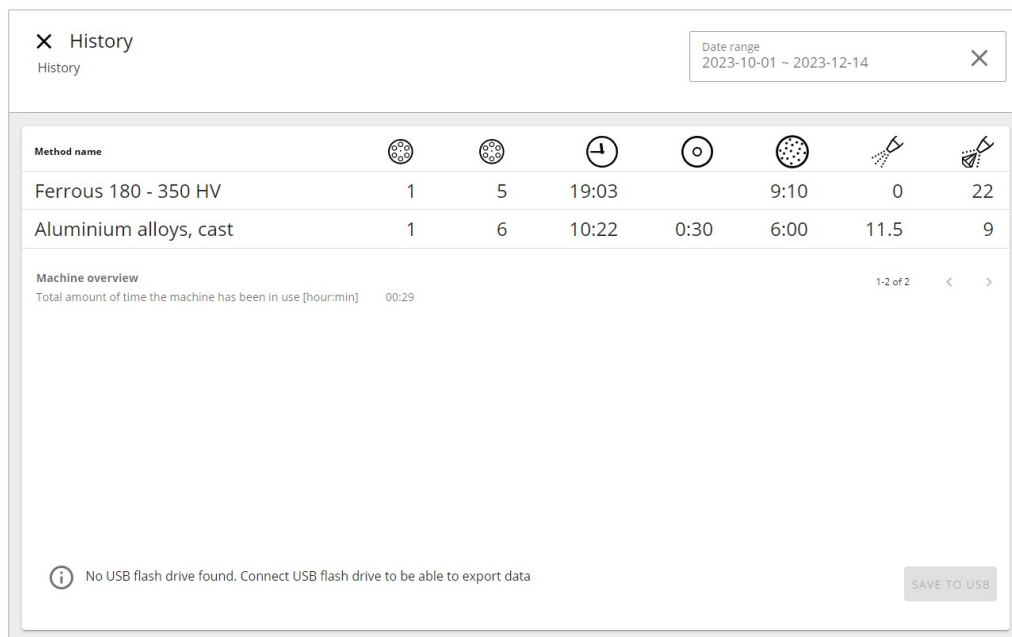 History
History
Date range
2023-10-01 ~ 2023-12-14
Method name
Ferrous 180 - 350 HV 1 5 19:03 9:10 0 22
Aluminium alloys, cast 1 6 10:22 0:30 6:00 11.5 9
Machine overview
Total amount of time the machine has been in use [hour:min] 00:29
1-2 of 2
No USB flash drive found. Connect USB flash drive to be able to export data
SAVE TO USB